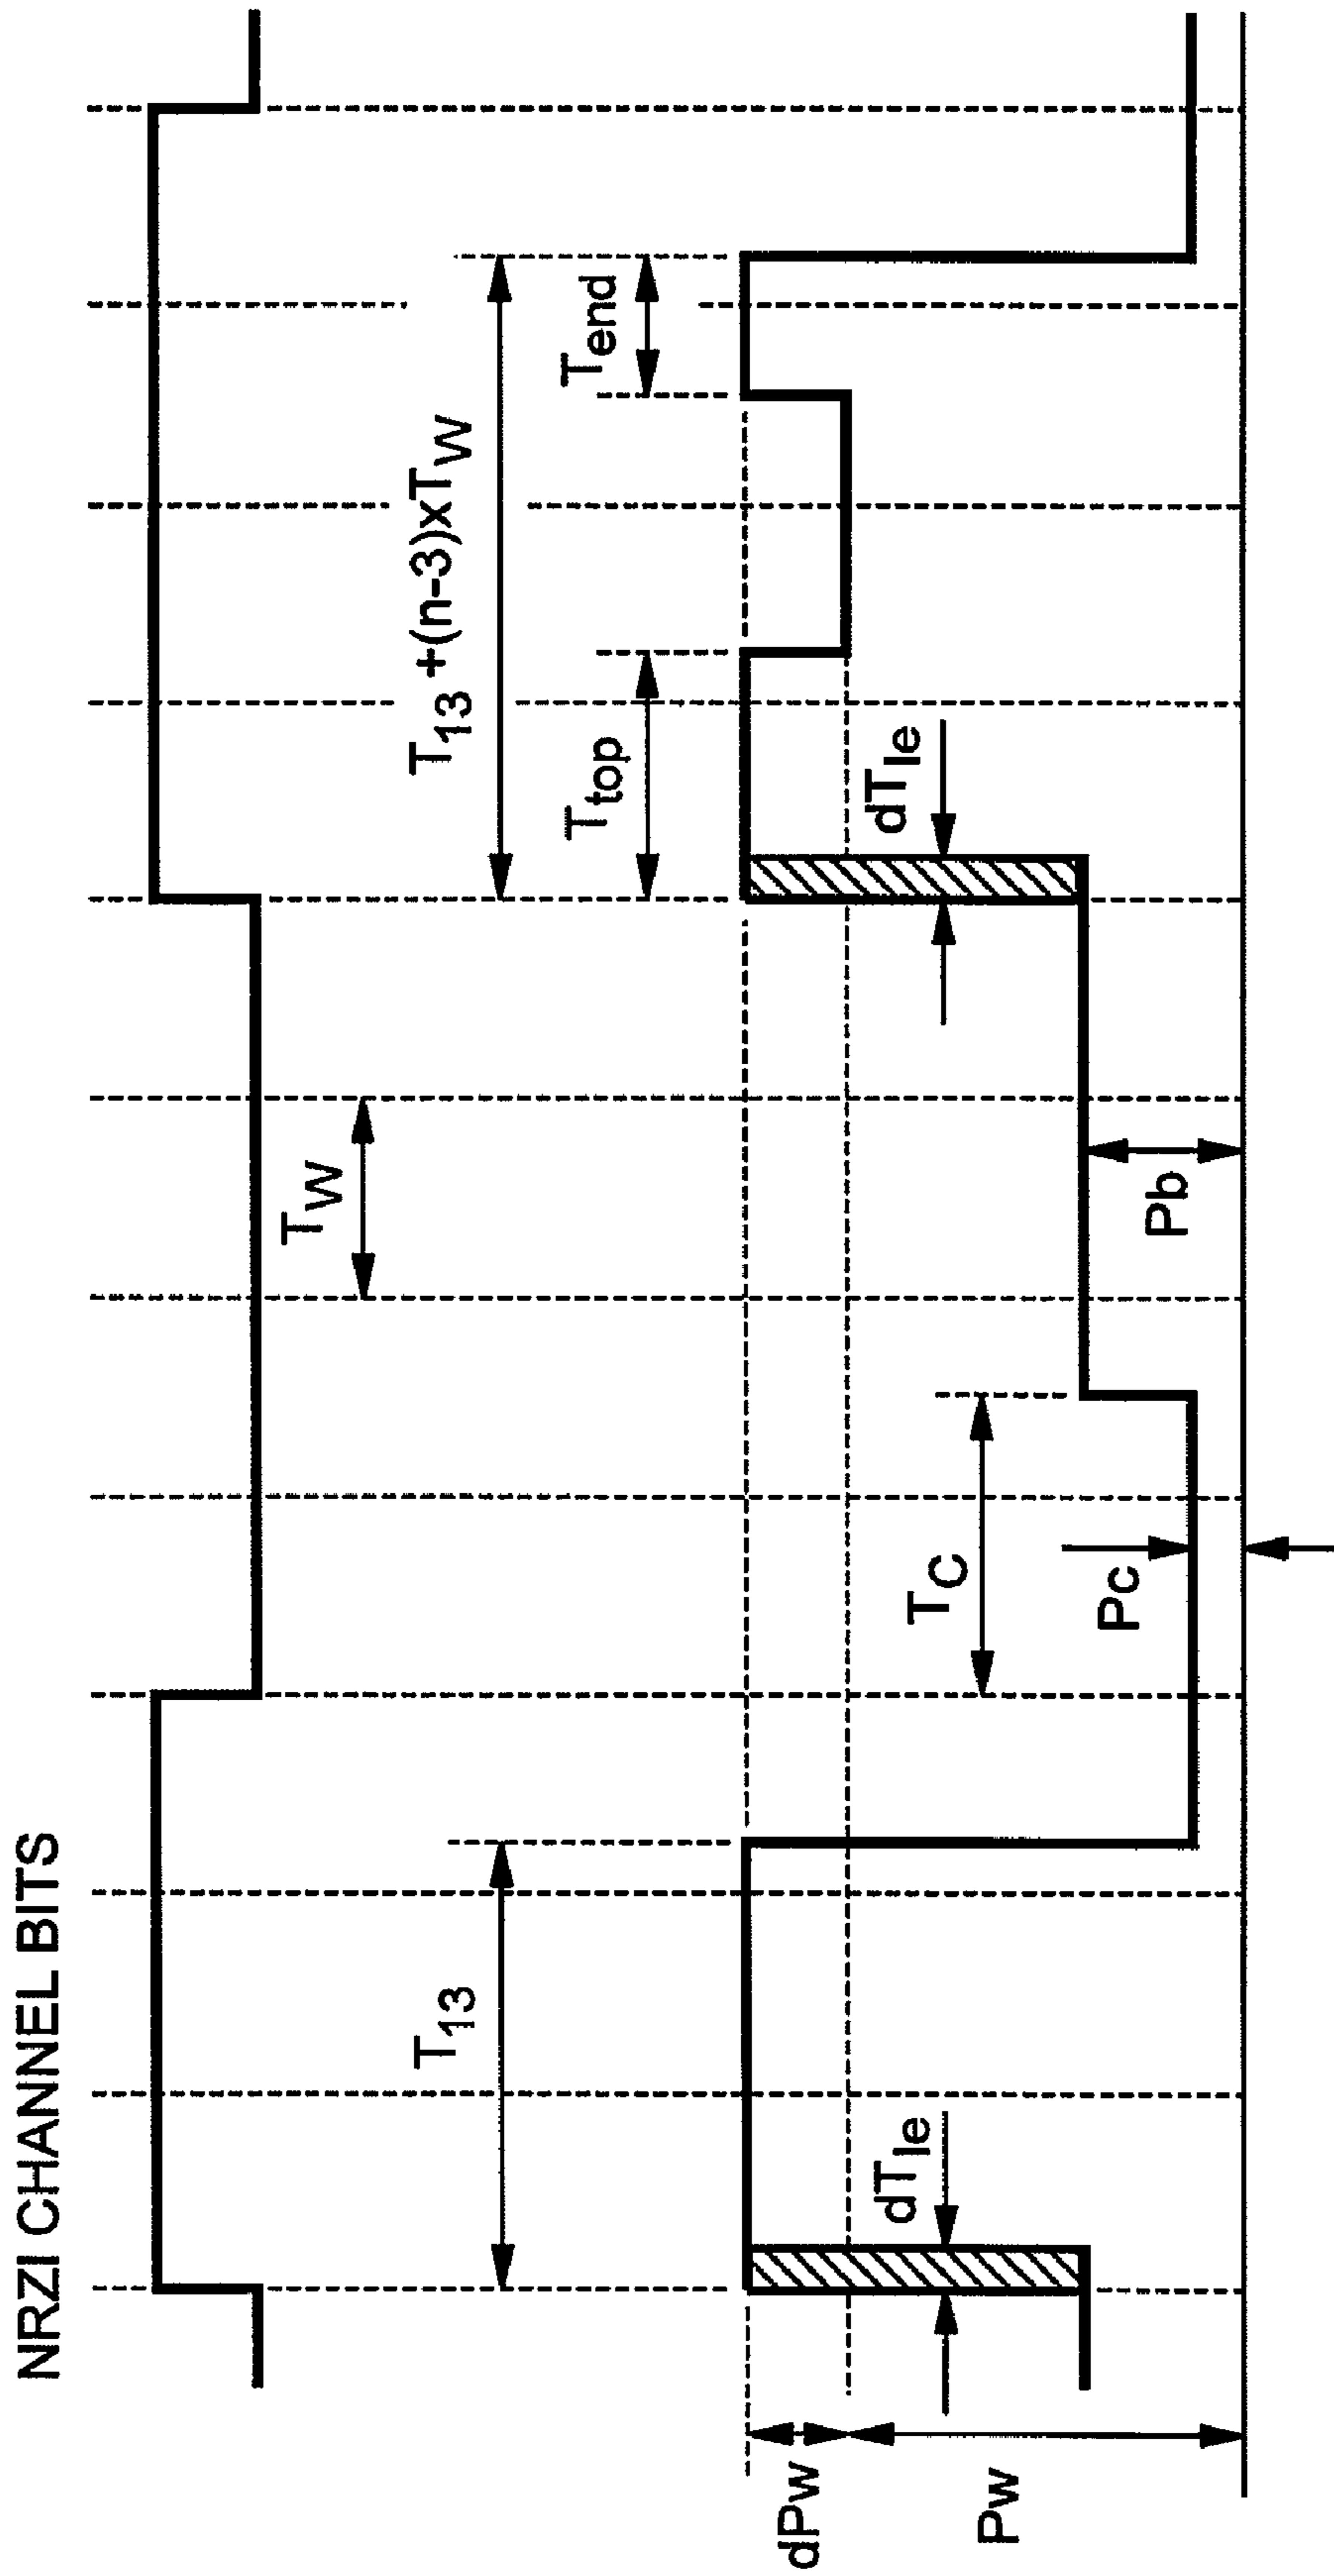 NRZI CHANNEL BITS
TW
T13+(n-3)xTW
T13
Ttop
Tend
dPw
Pw
dTle
TC
dTle
Pc
Pb